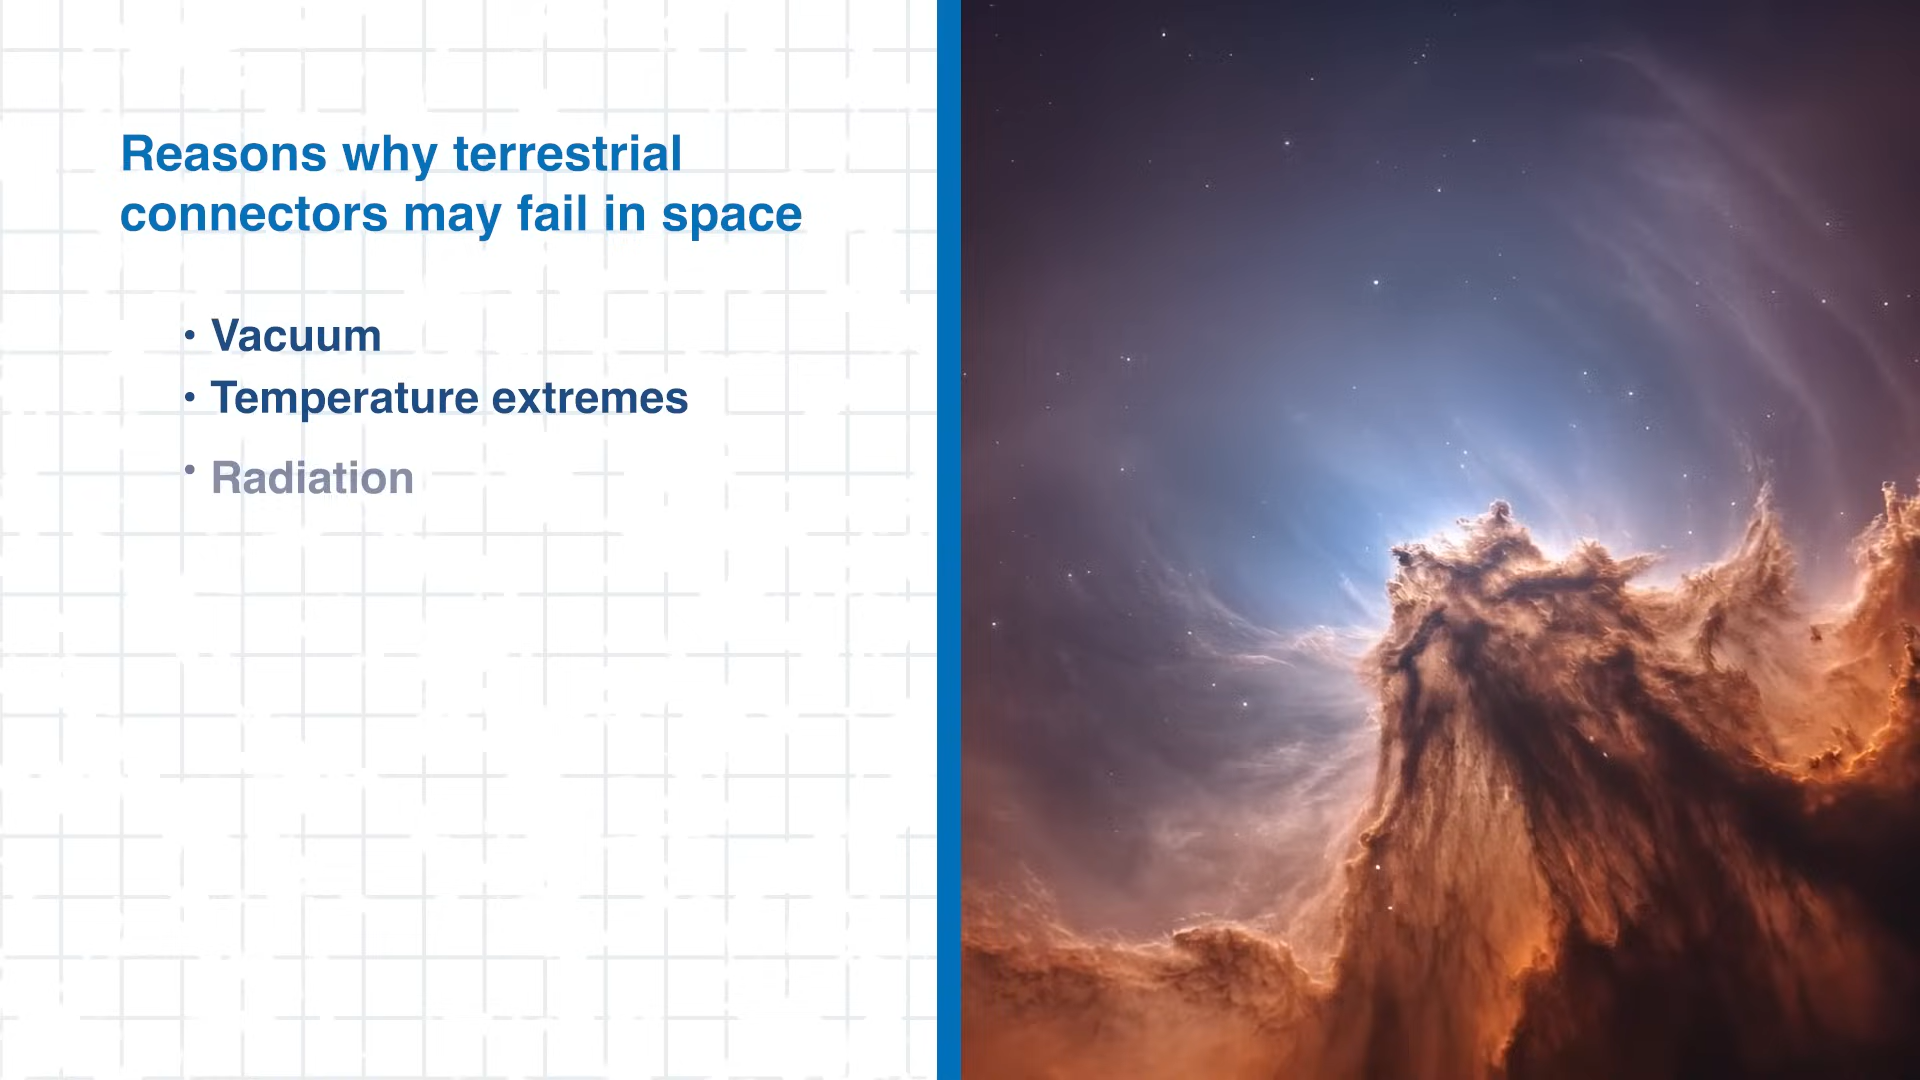 Reasons why terrestrial
connectors may fail in space
• Vacuum
• Temperature extremes
• Radiation